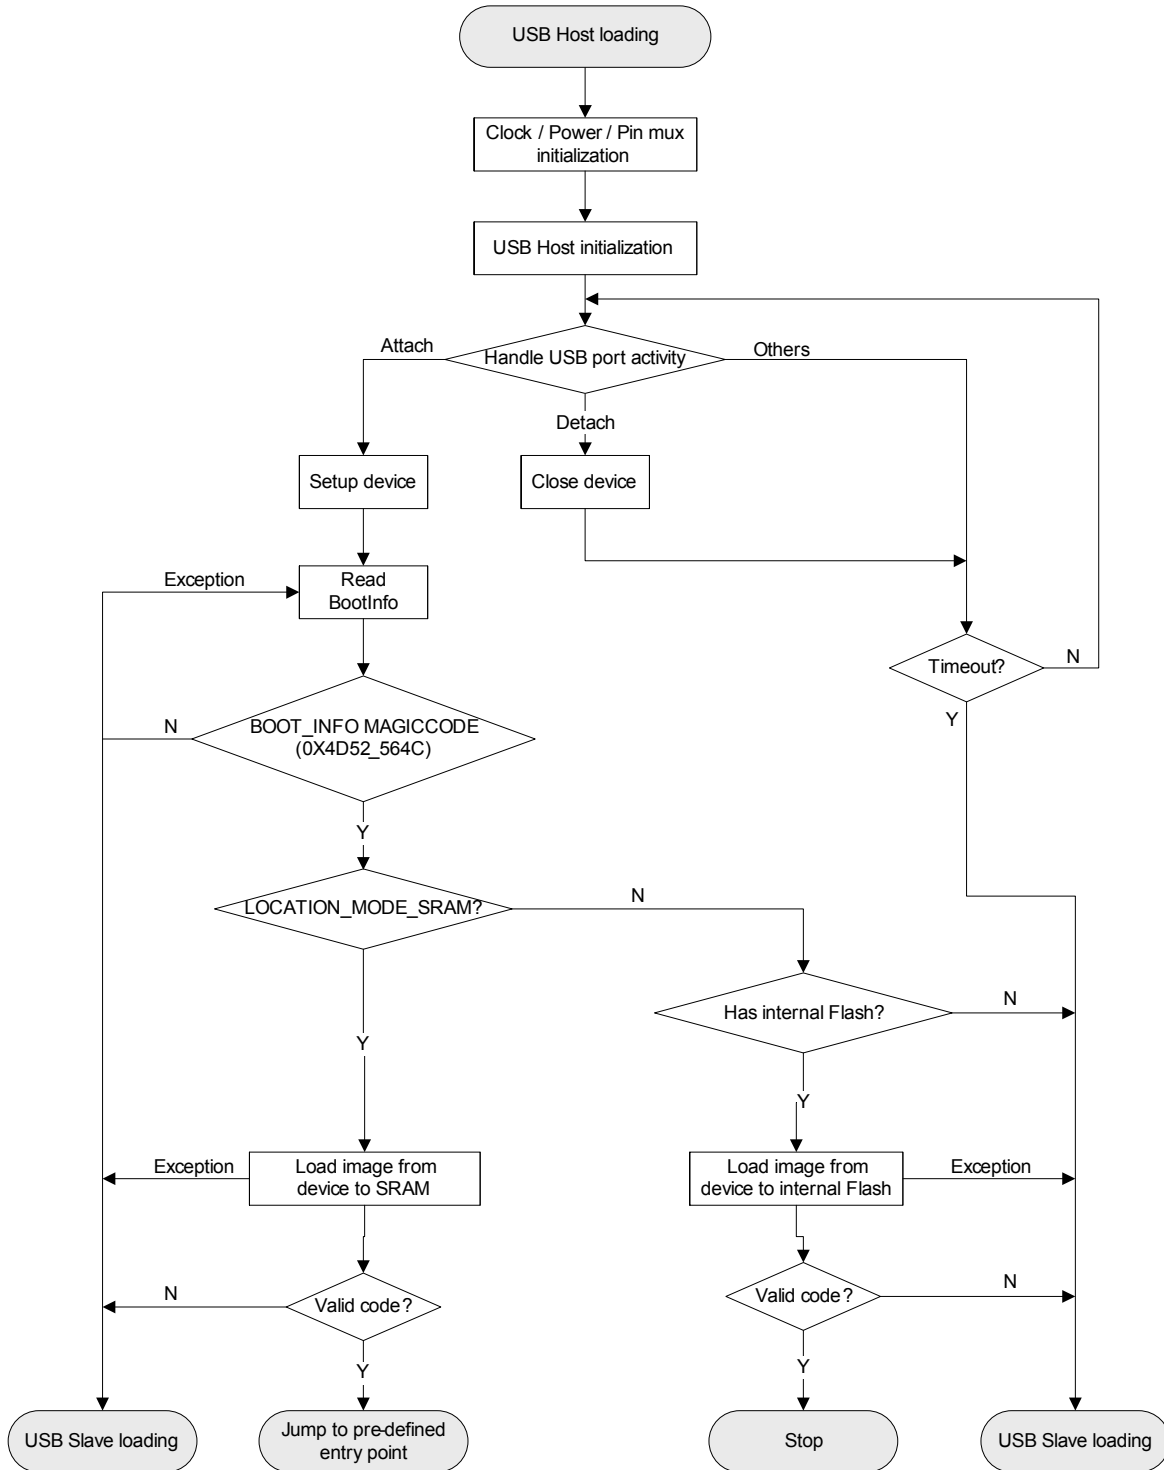 USB Host loading
Clock / Power / Pin mux
initialization
USB Host initialization
Attach
Handle USB port activity
Others
Detach
Setup device
Close device
Exception
Read
BootInfo
Timeout?
N
Y
N
BOOT_INFO MAGICCODE
(0X4D52_564C)
Y
LOCATION_MODE_SRAM?
N
Has internal Flash?
N
Y
Y
Exception
Load image from
device to SRAM
Load image from
device to internal Flash
Exception
N
Valid code?
Valid code?
N
Y
Y
USB Slave loading
Jump to pre-defined
entry point
Stop
USB Slave loading